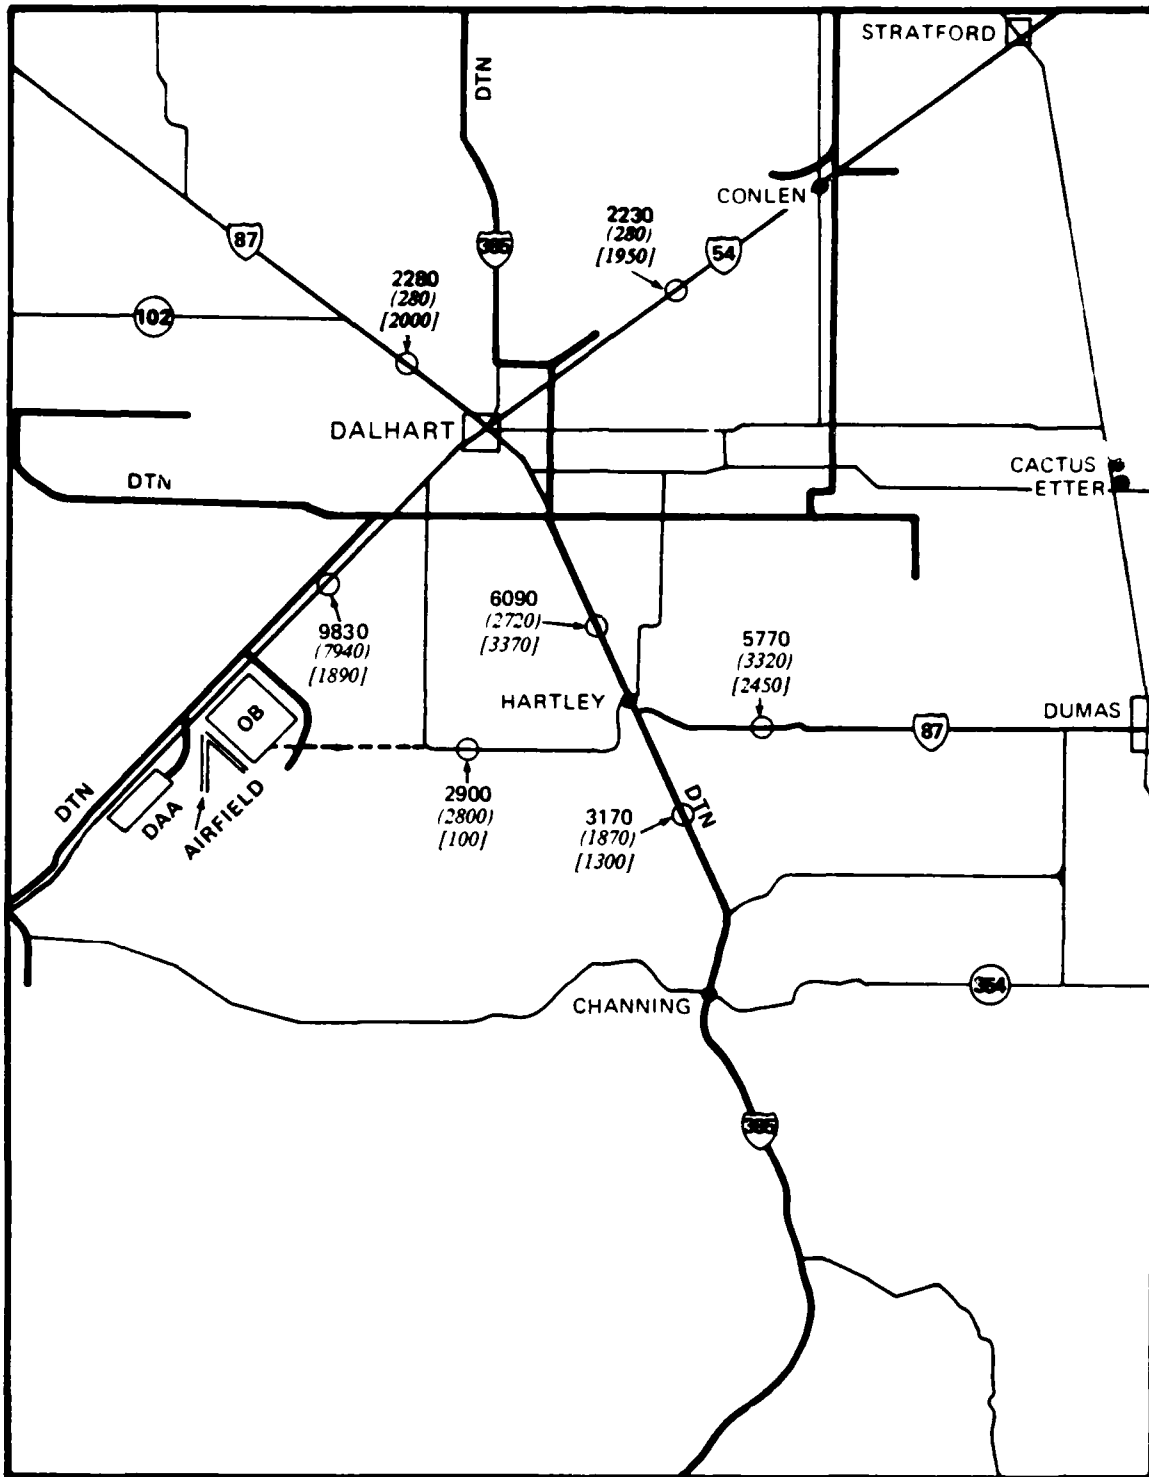 STRATFORD
DTN
CONLEN
2230
(280)
[1950]
87
385
54
2280
(280)
[2000]
102
DALHART
CACTUS
ETTER
DTN
6090
(2720)
[3370]
9830
(7940)
[1890]
5770
(3320)
[2450]
HARTLEY
OB
DUMAS
87
DTN
DAA
AIRFIELD
2900
(2800)
[100]
DTN
3170
(1870)
[1300]
CHANNING
354
385